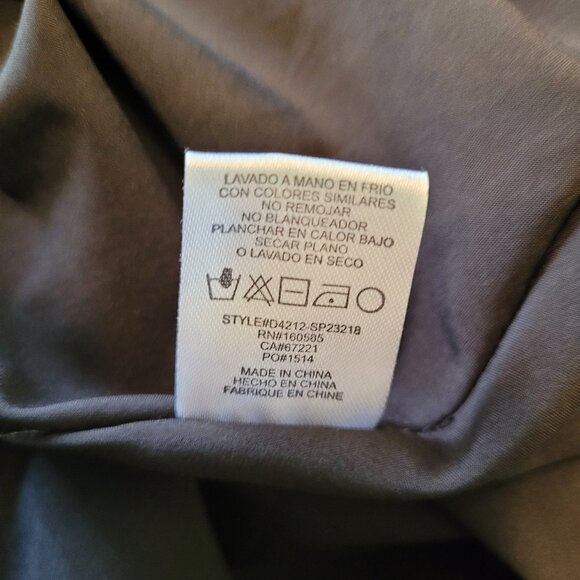 LAVADO A MANO EN FRIO
CON COLORES SIMILARES
NO REMOJAR
NO BLANQUEADOR
PLANCHAR EN CALOR BAJO
SECAR PLANO
O LAVADO EN SECO
STYLE#D4212-SP23218
RN#160585
CA#67221
PO#1514
MADE IN CHINA
HECHO EN CHINA
FABRIQUE EN CHINE